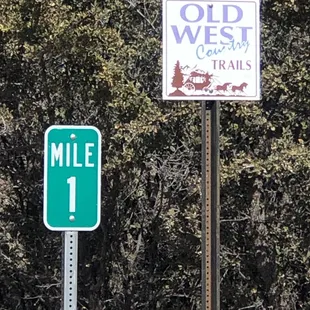 OLD
WEST
Country
TRAILS
MILE
1